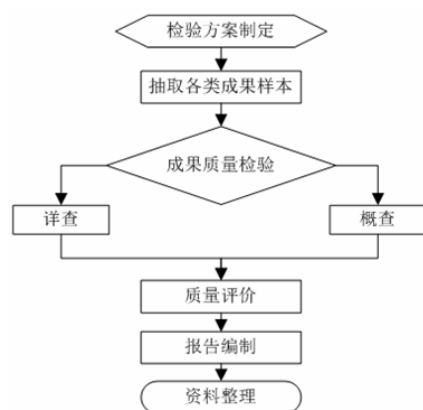 检验方案制定
抽取各类成果样本
成果质量检验
详查
概查
质量评价
报告编制
资料整理